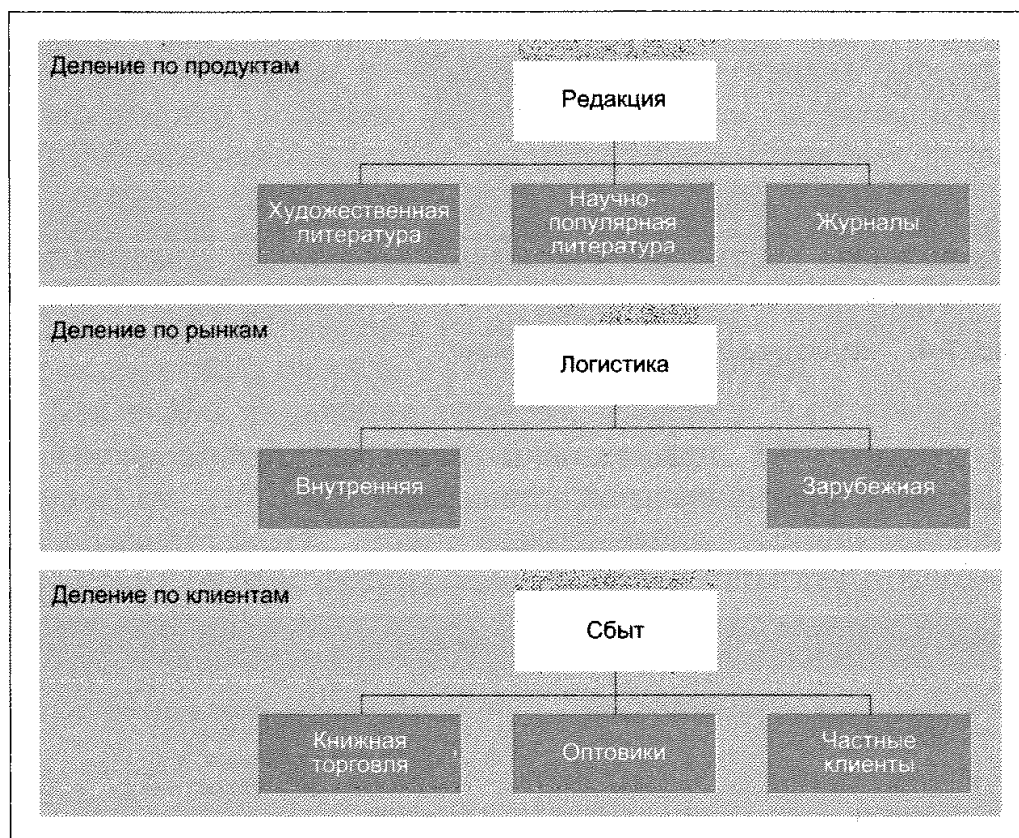 Деление по продуктам
Редакция
Художественная
литература
Научно-
популярная
литература
Журналы
Деление по рынкам
Логистика
Внутренняя
Зарубежная
Деление по клиентам
Сбыт
Книжная
торговля
Оптовики
Частные
клиенты